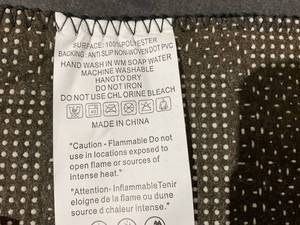 SURFACE: 100%POLYESTER
BACKING: ANTI SLIP NON-WOVEN DOT PVC
HAND WASH IN WM SOAP WATER
MACHINE WASHABLE
HANGTO DRY
DO NOT IRON
DO NOT USE CHLORINE BLEACH
MADE IN CHINA
"Caution - Flammable Do not
use in locations exposed to
open flame or sources of
intense heat."
"Attention- InflammableTenir
eloigne de la flame ou dune
source d chaleur intense."